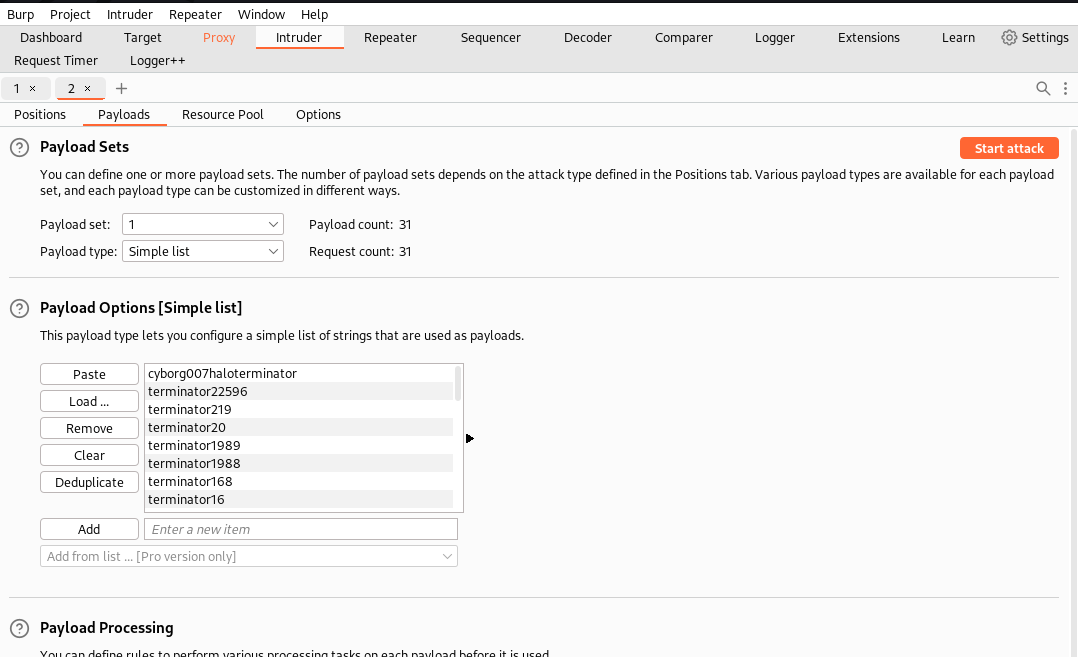 Burp Project Intruder Repeater Window Help
Dashboard Target Proxy Intruder Repeater Sequencer Decoder Comparer Logger Extensions Learn Settings
Request Timer Logger++
1 × 2 × +
Positions Payloads Resource Pool Options
? Payload Sets Start attack
You can define one or more payload sets. The number of payload sets depends on the attack type defined in the Positions tab. Various payload types are available for each payload
set, and each payload type can be customized in different ways.
Payload set: 1 Payload count: 31
Payload type: Simple list Request count: 31
? Payload Options [Simple list]
This payload type lets you configure a simple list of strings that are used as payloads.
Paste cyborg007haloterminator
terminator22596
Load ... terminator219
Remove terminator20
terminator1989
Clear terminator1988
Deduplicate terminator168
terminator16
Add Enter a new item
Add from list ... [Pro version only]
? Payload Processing
You can define rules to perform various processing tasks on each payload before it is used.